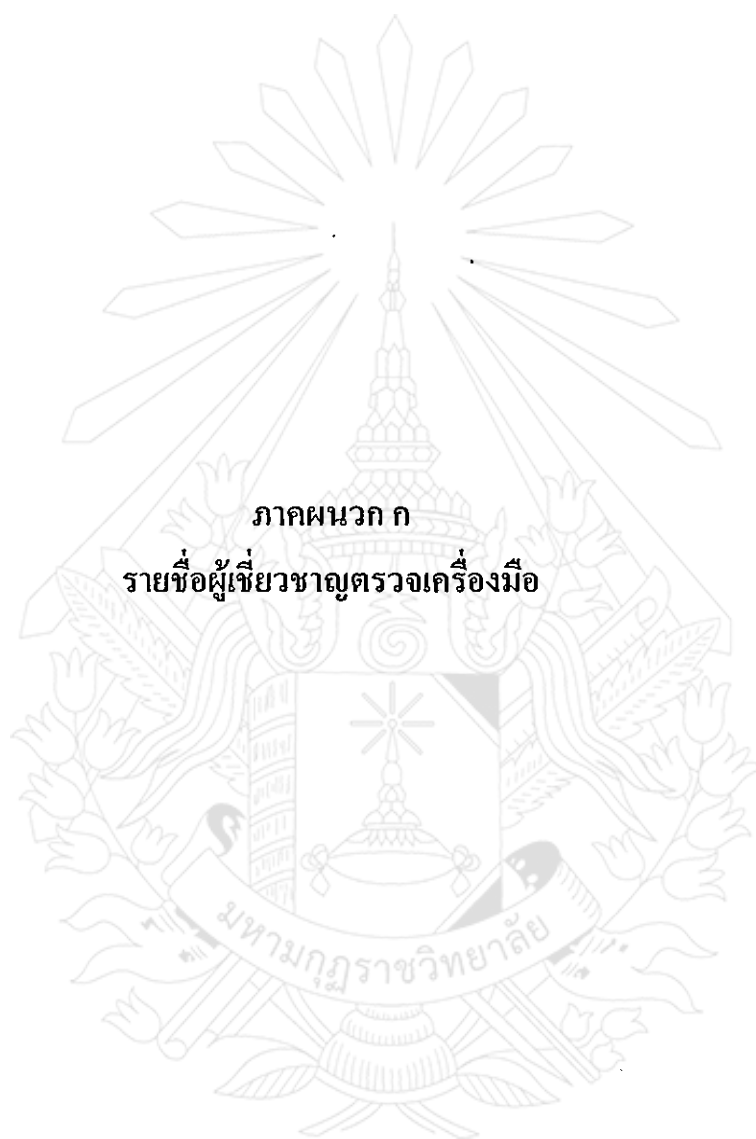 ภาคผนวก ก
รายชื่อผู้เชี่ยวชาญตรวจเครื่องมือ
มหามกุฏราชวิทยาลัย